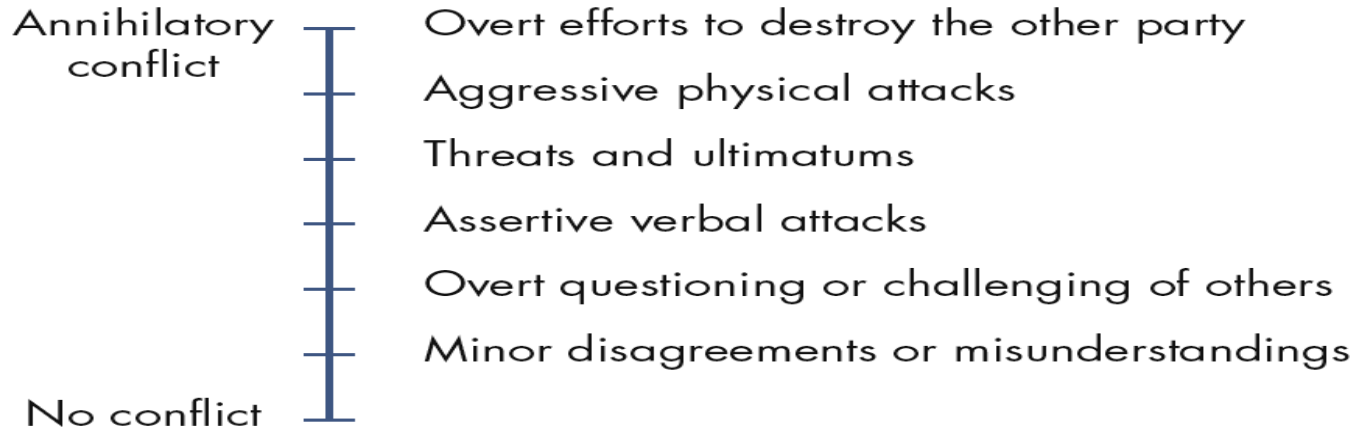 Annihilatory
conflict
Overt efforts to destroy the other party
Aggressive physical attacks
Threats and ultimatums
Assertive verbal attacks
Overt questioning or challenging of others
Minor disagreements or misunderstandings
No conflict